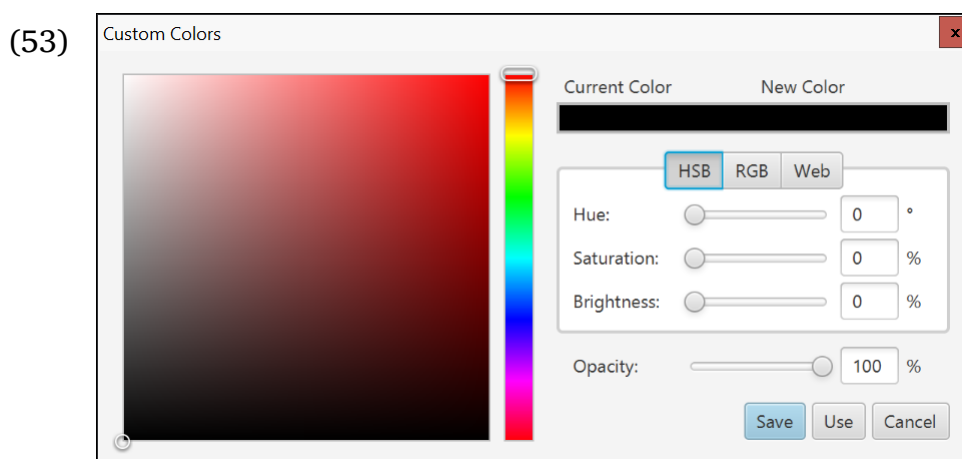 (53)
Custom Colors x
Current Color New Color
HSB RGB Web
Hue: 0 °
Saturation: 0 %
Brightness: 0 %
Opacity: 100 %
Save Use Cancel